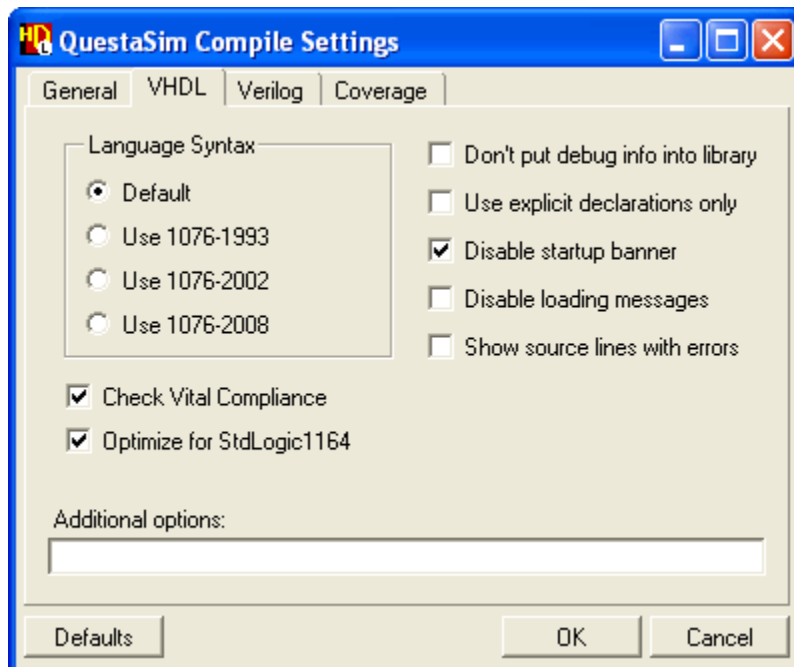 HDL
QuestaSim Compile Settings
General
VHDL
Verilog
Coverage
Language Syntax
Default
Use 1076-1993
Use 1076-2002
Use 1076-2008
Check Vital Compliance
Optimize for StdLogic1164
Don't put debug info into library
Use explicit declarations only
Disable startup banner
Disable loading messages
Show source lines with errors
Additional options:
Defaults
OK
Cancel